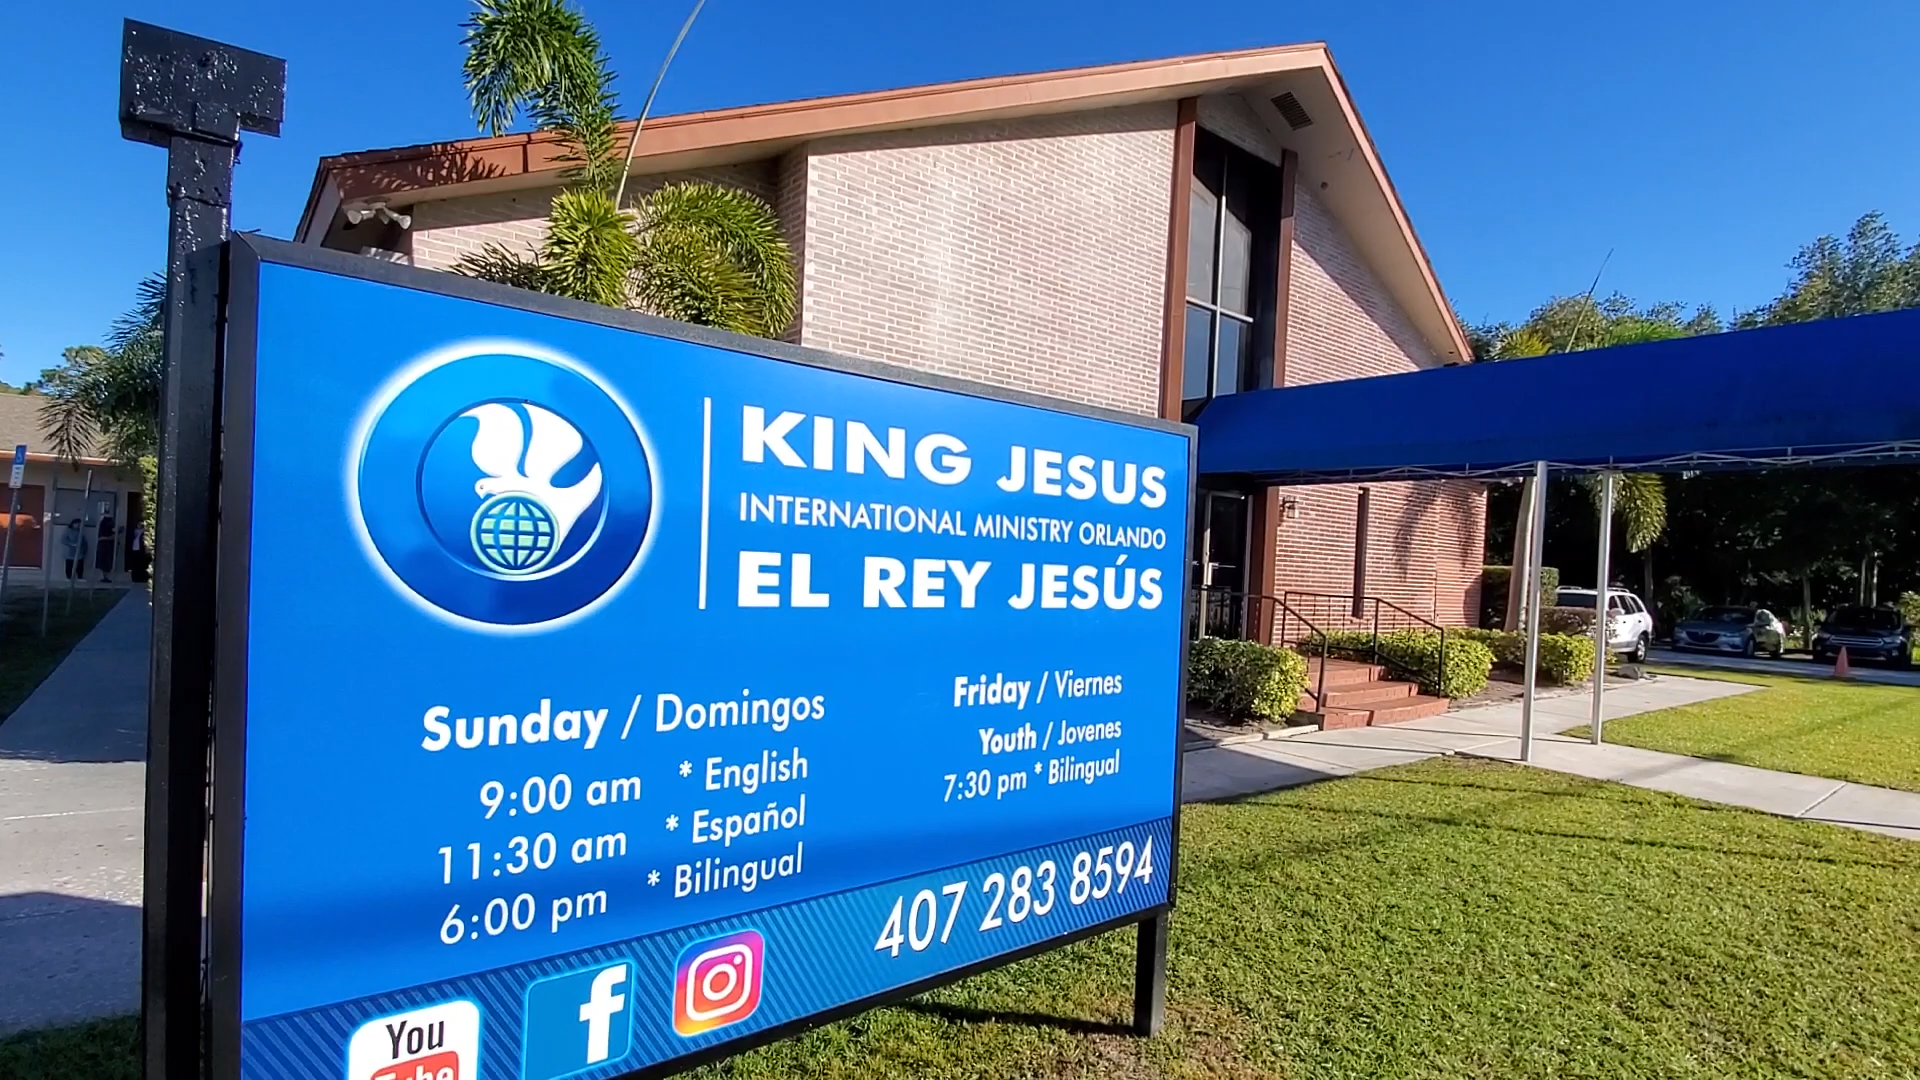 KING JESUS
INTERNATIONAL MINISTRY ORLANDO
EL REY JESÚS
Sunday / Domingos
9:00 am * English
11:30 am * Español
6:00 pm * Bilingual
Friday / Viernes
Youth / Jovenes
7:30 pm * Bilingual
407 283 8594
You
Tube
f